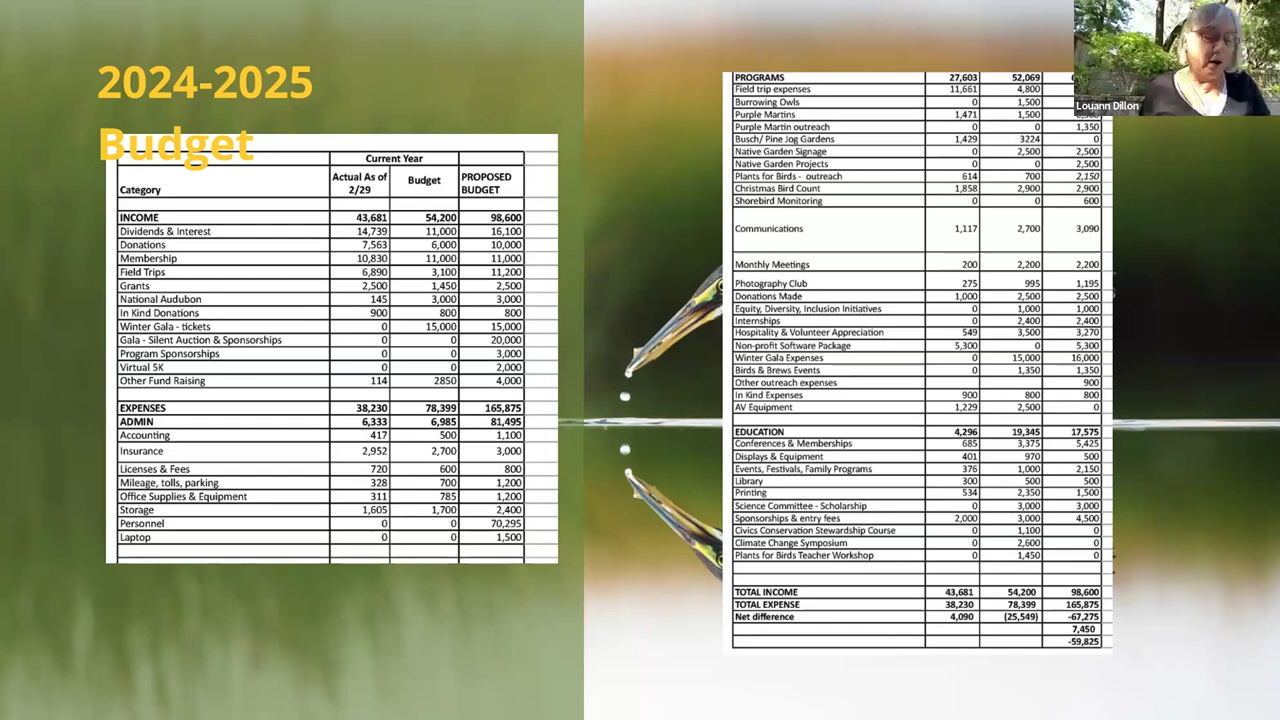 2024-2025
Budget
Current Year
Category Actual As of 2/29 Budget PROPOSED BUDGET
INCOME 43,681 54,200 98,600
Dividends & Interest 14,739 11,000 16,100
Donations 7,563 6,000 10,000
Membership 10,830 11,000 11,000
Field Trips 6,890 3,100 11,200
Grants 2,500 1,450 2,500
National Audubon 145 3,000 3,000
In Kind Donations 900 800 800
Winter Gala - tickets 0 15,000 15,000
Gala - Silent Auction & Sponsorships 0 0 20,000
Program Sponsorships 0 0 3,000
Virtual 5K 0 0 2,000
Other Fund Raising 114 2850 4,000
EXPENSES 38,230 78,399 165,875
ADMIN 6,333 6,985 81,495
Accounting 417 500 1,100
Insurance 2,952 2,700 3,000
Licenses & Fees 720 600 800
Mileage, tolls, parking 328 700 1,200
Office Supplies & Equipment 311 785 1,200
Storage 1,605 1,700 2,400
Personnel 0 0 70,295
Laptop 0 0 1,500
PROGRAMS 27,603 52,069
Field trip expenses 11,661 4,800
Burrowing Owls 0 1,500
Purple Martins 1,471 1,500
Purple Martin outreach 0 0 1,350
Busch/ Pine Jog Gardens 1,429 3224 0
Native Garden Signage 0 2,500 2,500
Native Garden Projects 0 0 2,500
Plants for Birds - outreach 614 700 2,150
Christmas Bird Count 1,858 2,900 2,900
Shorebird Monitoring 0 0 600
Communications 1,117 2,700 3,090
Monthly Meetings 200 2,200 2,200
Photography Club 275 995 1,195
Donations Made 1,000 2,500 2,500
Equity, Diversity, Inclusion Initiatives 0 1,000 1,000
Internships 0 2,400 2,400
Hospitality & Volunteer Appreciation 549 3,500 3,270
Non-profit Software Package 5,300 0 5,300
Winter Gala Expenses 0 15,000 16,000
Birds & Brews Events 0 1,350 1,350
Other outreach expenses 900
In Kind Expenses 900 800 800
AV Equipment 1,229 2,500 0
EDUCATION 4,296 19,345 17,575
Conferences & Memberships 685 3,375 5,425
Displays & Equipment 401 970 500
Events, Festivals, Family Programs 376 1,000 2,150
Library 300 500 500
Printing 534 2,350 1,500
Science Committee - Scholarship 0 3,000 3,000
Sponsorships & entry fees 2,000 3,000 4,500
Civics Conservation Stewardship Course 0 1,100 0
Climate Change Symposium 0 2,600 0
Plants for Birds Teacher Workshop 0 1,450 0
TOTAL INCOME 43,681 54,200 98,600
TOTAL EXPENSE 38,230 78,399 165,875
Net difference 4,090 (25,549) -67,275
7,450
-59,825
Louann Dillon